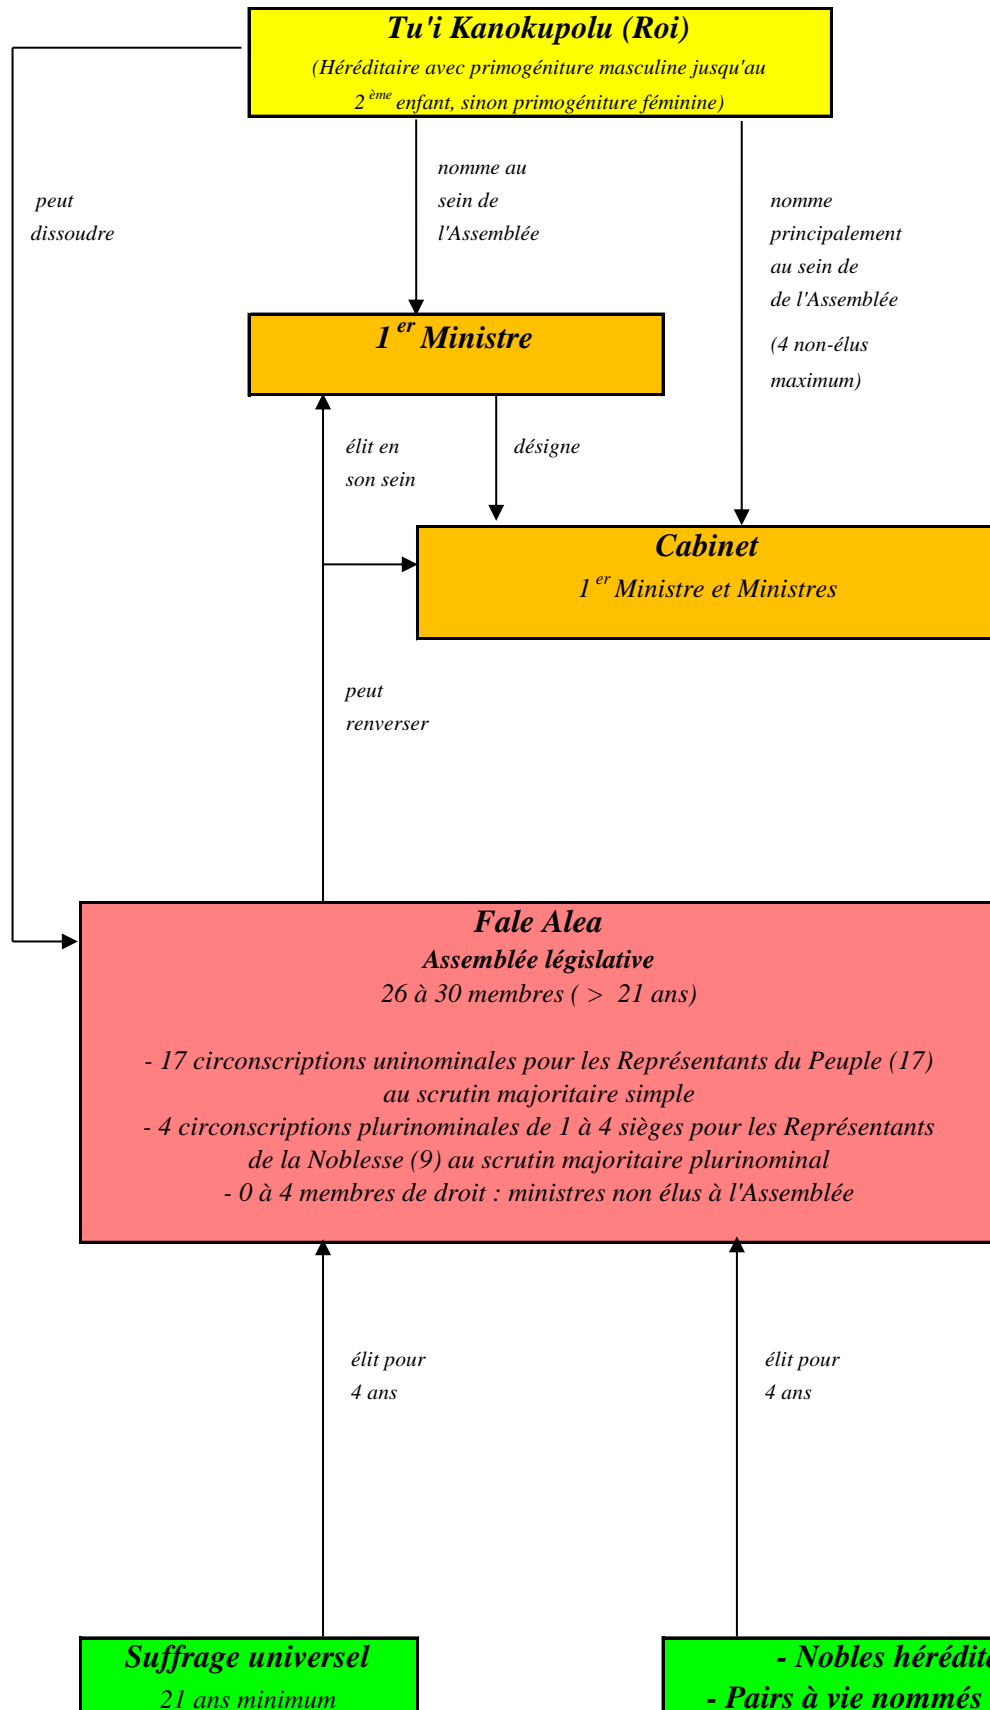 Tu'i Kanokupolu (Roi)
(Héréditaire avec primogéniture masculine jusqu'au
2 ème enfant, sinon primogéniture féminine)
peut
dissoudre
nomme au
sein de
l'Assemblée
nomme
principalement
au sein de
de l'Assemblée
(4 non-élus
maximum)
1 er Ministre
élit en
son sein
désigne
Cabinet
1 er Ministre et Ministres
peut
renverser
Fale Alea
Assemblée législative
26 à 30 membres ( > 21 ans)
- 17 circonscriptions uninominales pour les Représentants du Peuple (17)
au scrutin majoritaire simple
- 4 circonscriptions plurinominales de 1 à 4 sièges pour les Représentants
de la Noblesse (9) au scrutin majoritaire plurinominal
- 0 à 4 membres de droit : ministres non élus à l'Assemblée
élit pour
4 ans
élit pour
4 ans
Suffrage universel
21 ans minimum
- Nobles
- Pairs à vie nommés